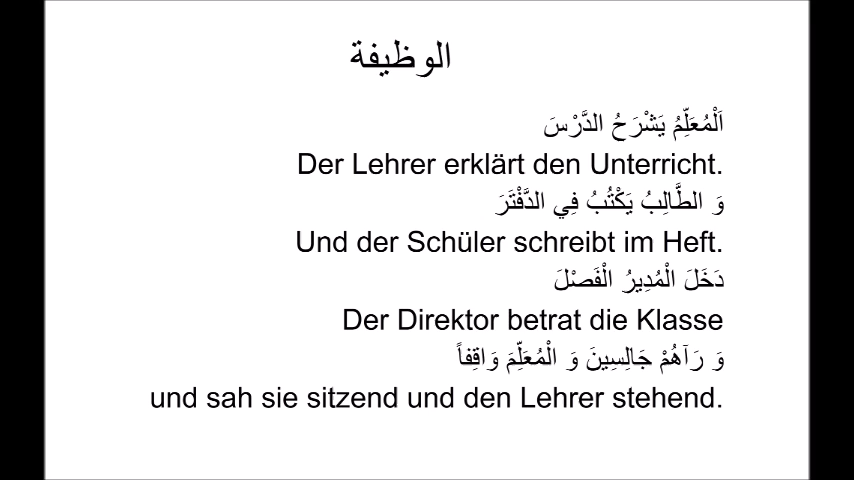 الوظيفة
اَلْمُعَلِّمُ يَشْرَحُ الدَّرْسَ
Der Lehrer erklärt den Unterricht.
وَ الطَّالِبُ يَكْتُبُ فِي الدَّفْتَرَ
Und der Schüler schreibt im Heft.
دَخَلَ الْمُدِيرُ الْفَصْلَ
Der Direktor betrat die Klasse
وَ رَآهُمْ جَالِسِينَ وَ الْمُعَلِّمَ وَاقِفاً
und sah sie sitzend und den Lehrer stehend.